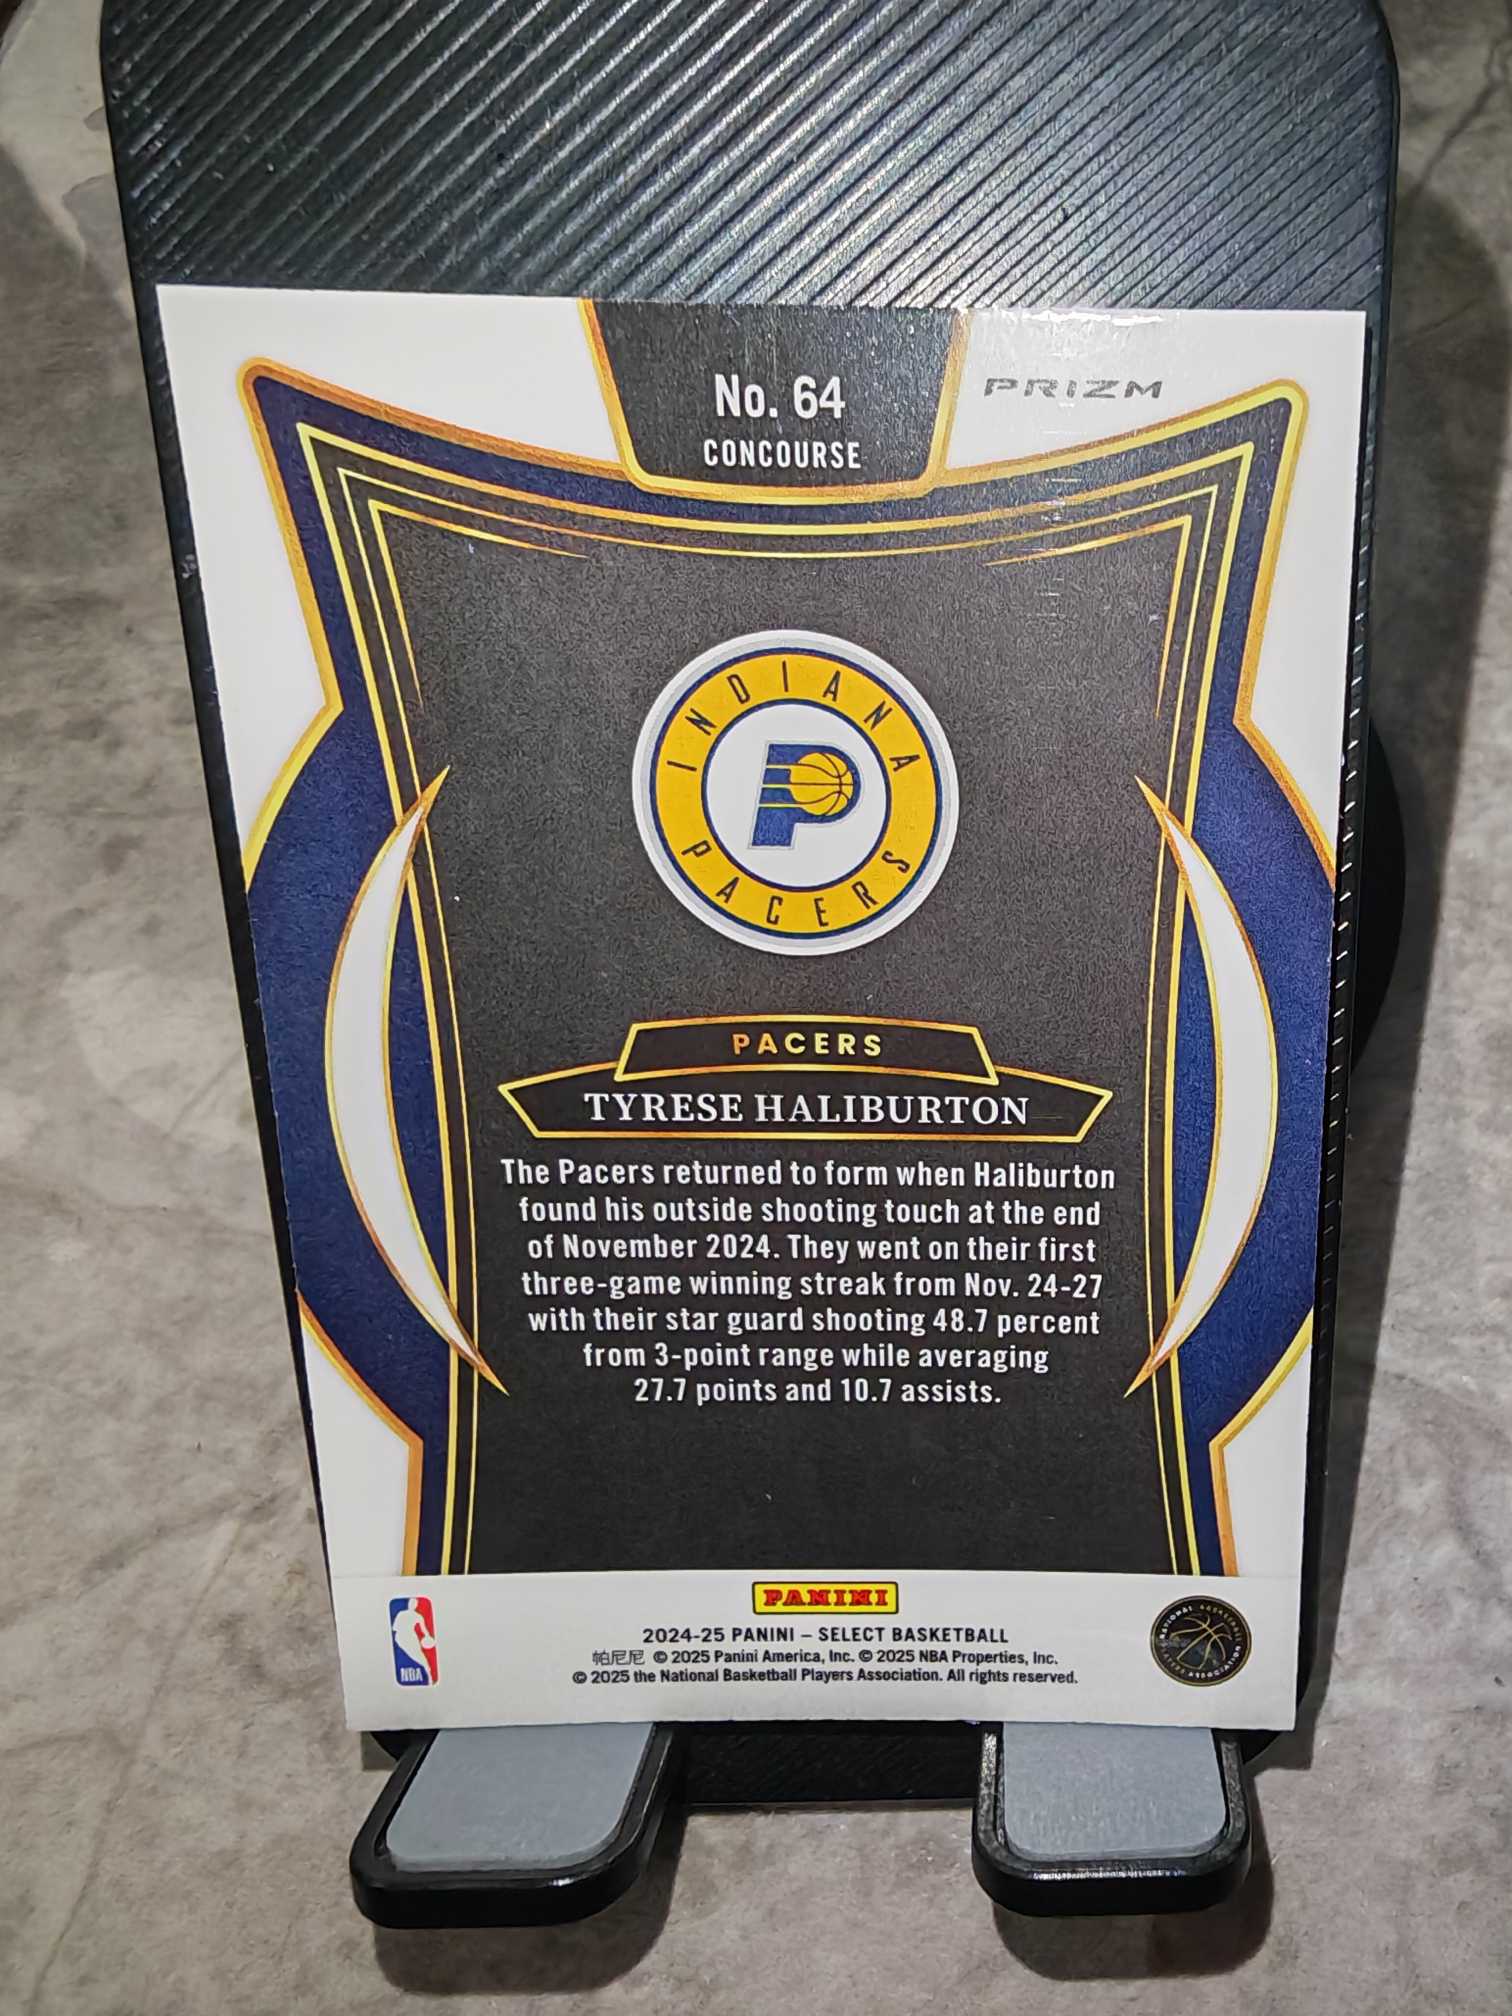 No. 64
CONCOURSE
PRIZM
INDIANA
PACERS
PACERS
TYRESE HALIBURTON
The Pacers returned to form when Haliburton
found his outside shooting touch at the end
of November 2024. They went on their first
three-game winning streak from Nov. 24-27
with their star guard shooting 48.7 percent
from 3-point range while averaging
27.7 points and 10.7 assists.
PANINI
NBA
2024-25 PANINI – SELECT BASKETBALL
帕尼尼 © 2025 Panini America, Inc. © 2025 NBA Properties, Inc.
© 2025 the National Basketball Players Association. All rights reserved.
NATIONAL BASKETBALL
PLAYERS ASSOCIATION